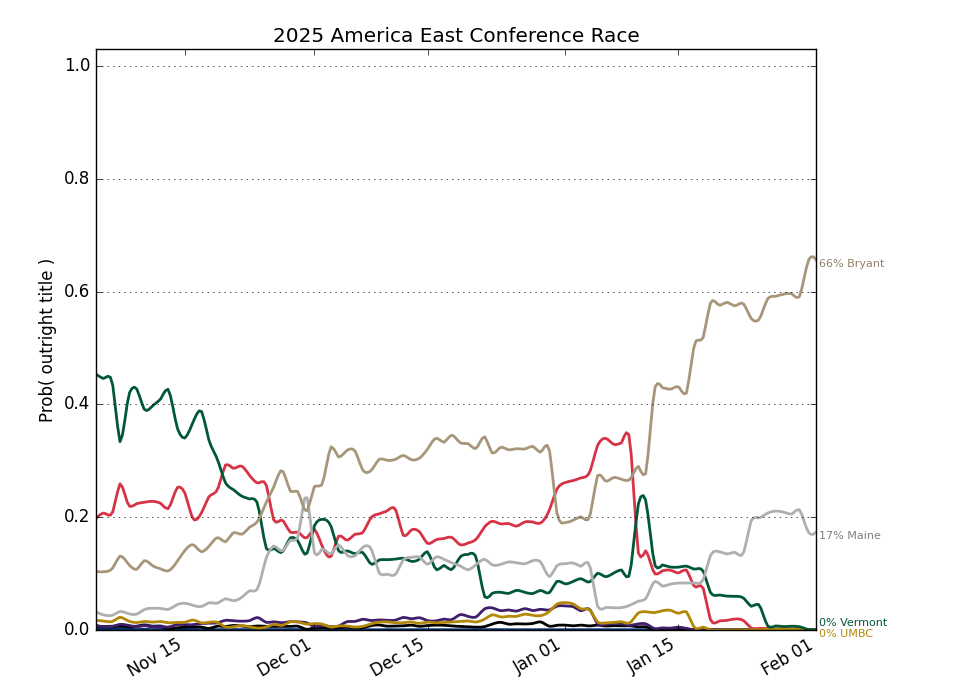 2025 America East Conference Race
Prob( outright title )
1.0
0.8
0.6
0.4
0.2
0.0
Nov 15
Dec 01
Dec 15
Jan 01
Jan 15
Feb 01
66% Bryant
17% Maine
0% Vermont
0% UMBC